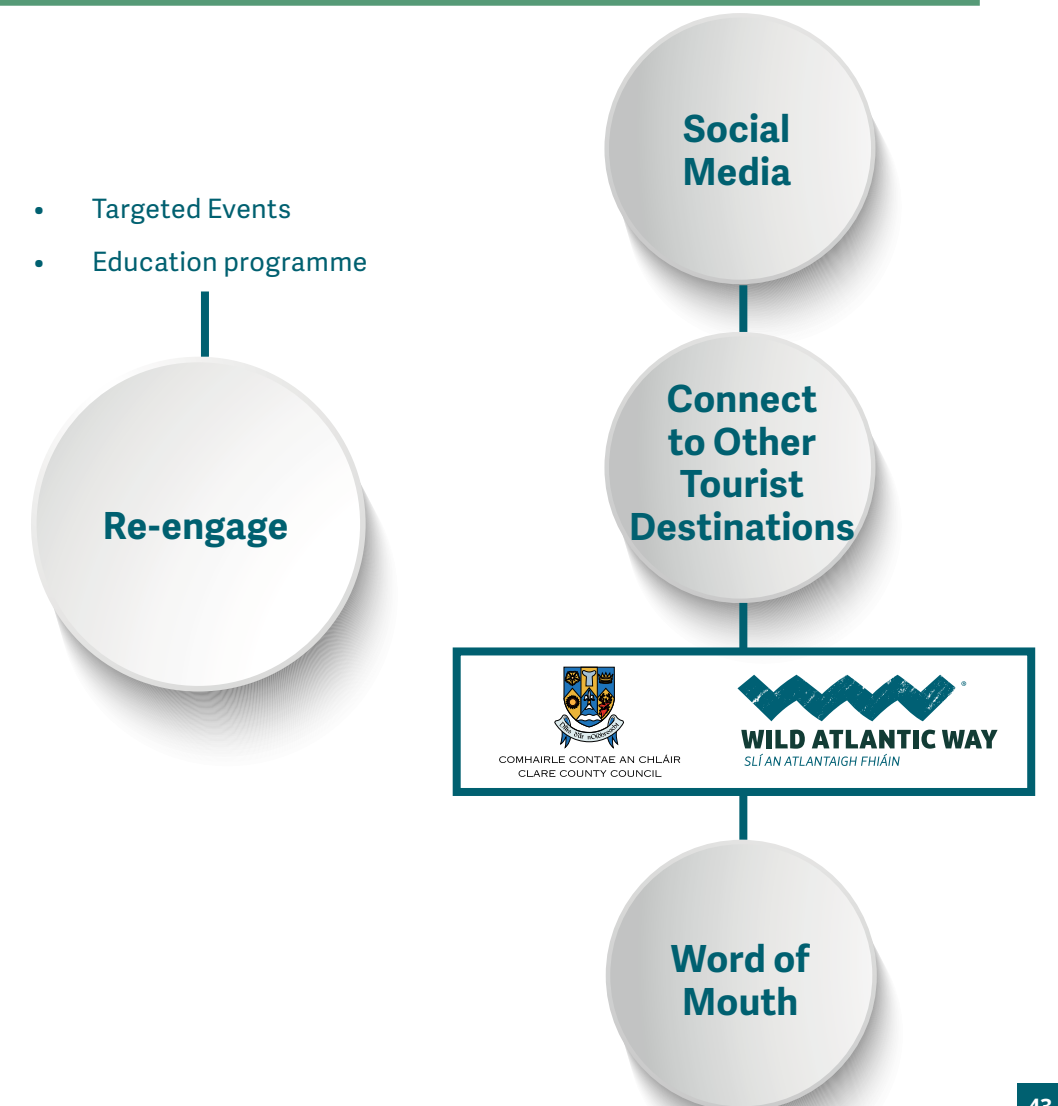 • Targeted Events
• Education programme
Re-engage
Social
Media
Connect
to Other
Tourist
Destinations
COMHAIRLE CONTAE AN CHLÁIR
CLARE COUNTY COUNCIL
WILD ATLANTIC WAY
®
SLÍ AN ATLANTAIGH FHIÁIN
Word of
Mouth
43